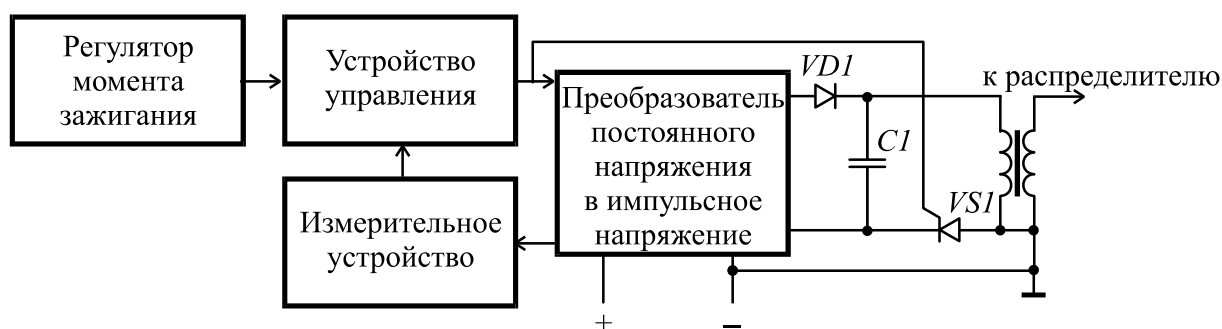 Регулятор
момента
зажигания
Устройство
управления
Измерительное
устройство
Преобразователь
постоянного
напряжения
в импульсное
напряжение
VD1
C1
VS1
к распределителю
+
-